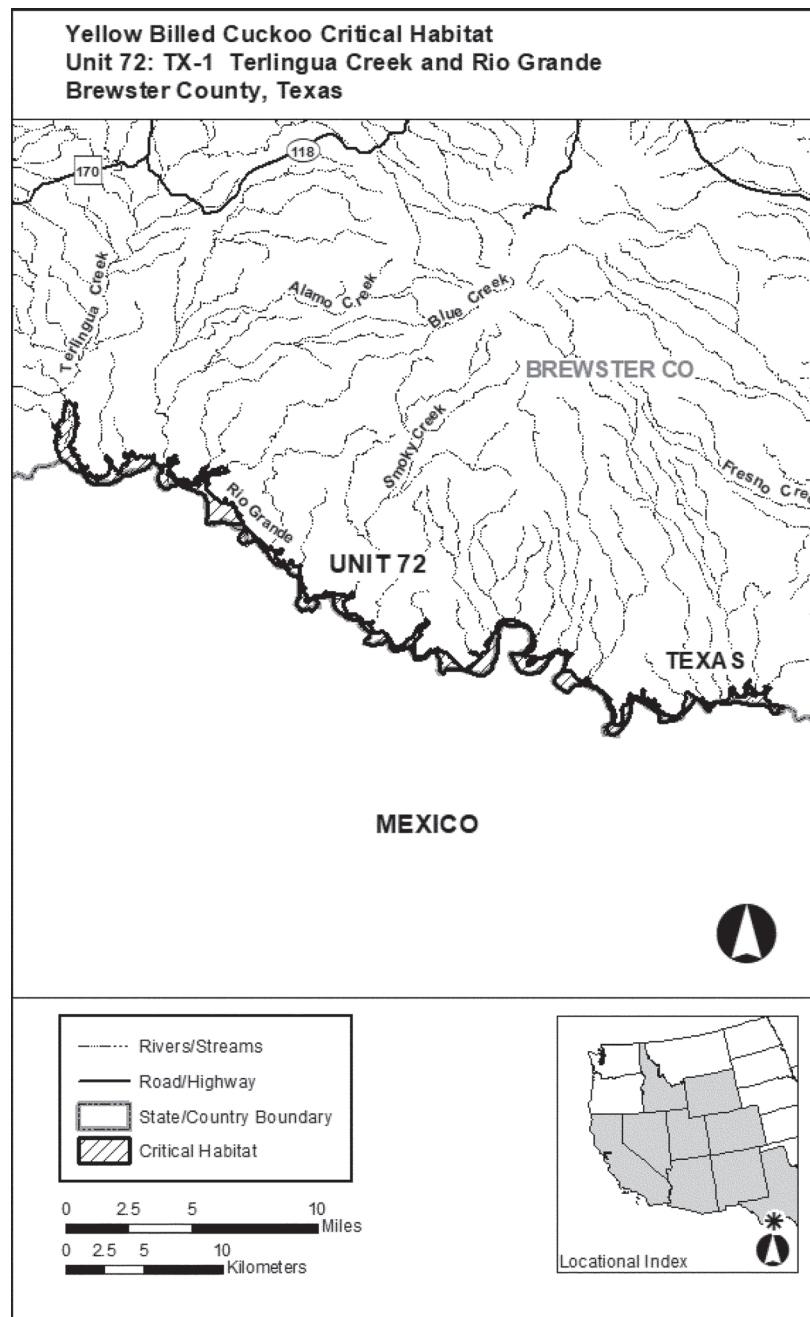 Yellow Billed Cuckoo Critical Habitat
Unit 72: TX-1 Terlingua Creek and Rio Grande
Brewster County, Texas
118
170
Terlingua Creek
Alamo Creek
Blue Creek
BREWSTER CO
Smoky Creek
Fresno Cree
Rio Grande
UNIT 72
TEXAS
MEXICO
Rivers/Streams
Road/Highway
State/Country Boundary
Critical Habitat
0 2.5 5 10
Miles
0 2.5 5 10
Kilometers
Locational Index